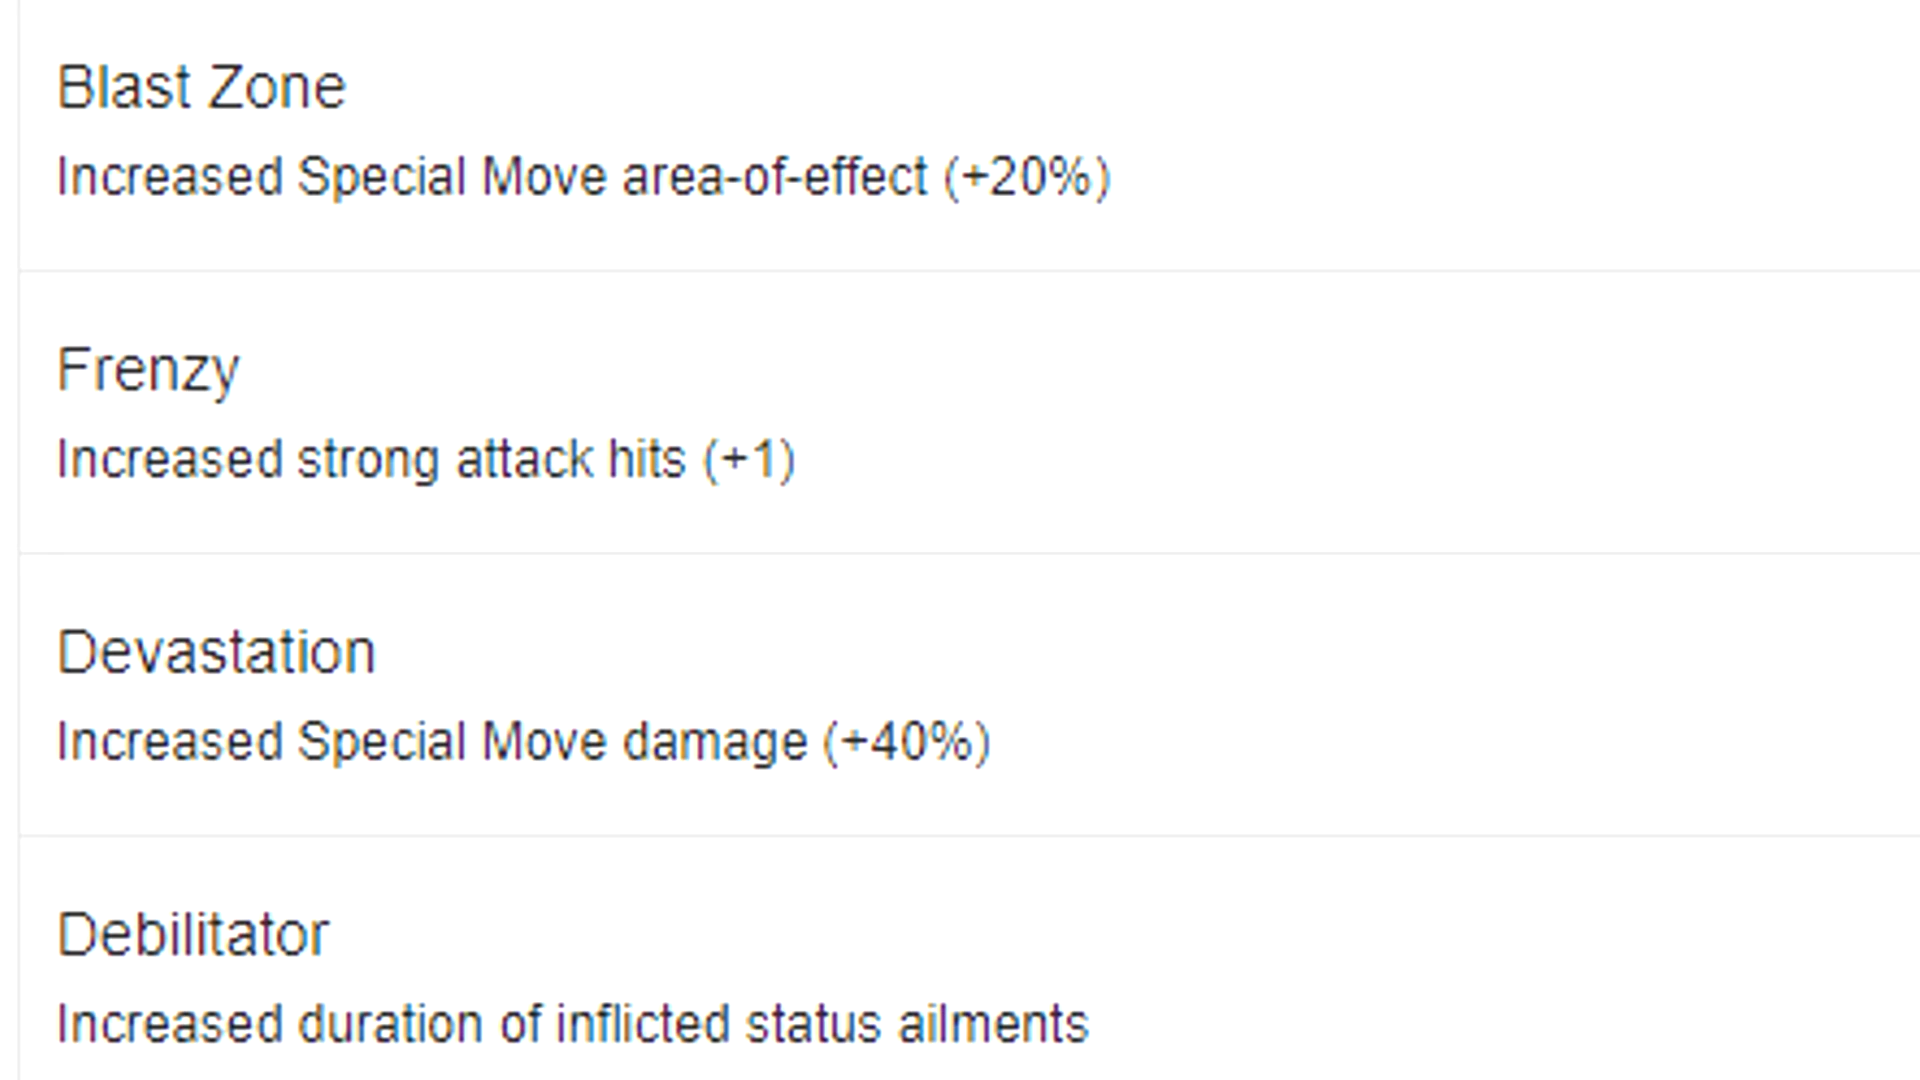 Blast Zone
Increased Special Move area-of-effect (+20%)
Frenzy
Increased strong attack hits (+1)
Devastation
Increased Special Move damage (+40%)
Debilitator
Increased duration of inflicted status ailments